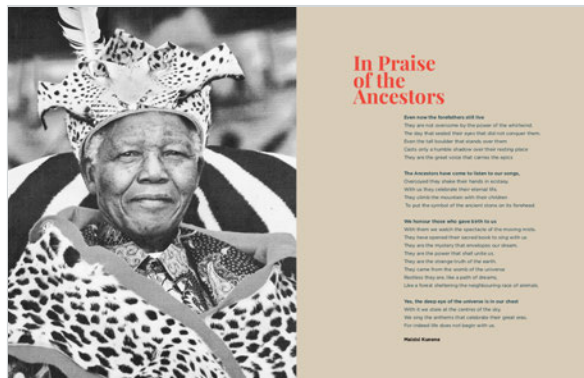 In Praise
of the
Ancestors
Even now the forefathers still live
They are not overcome by the power of the whirlwind.
The day that sealed their eyes did not conquer them.
Even the tall boulder that stands over them
Casts only a humble shadow over their resting place
They are the great voice that carries the epics
The Ancestors have come to listen to our songs,
Overjoyed they shake their hands in ecstasy.
With us they celebrate their eternal life.
They climb the mountain with their children
To put the symbol of the ancient stone on its forehead
We honour those who gave birth to us
With them we watch the spectacle of the moving mists.
They have opened their sacred book to sing with us
They are the mystery that envelopes our dream.
They are the power that shall unite us.
They are the strange truth of the earth.
They came from the womb of the universe
Restless they are, like a path of dreams,
Like a forest sheltering the neighbouring race of animals.
Yes, the deep eye of the universe is in our chest
With it we stare at the centres of the sky
We sing the anthems that celebrate their great eras,
For indeed life does not begin with us.
Mazisi Kunene